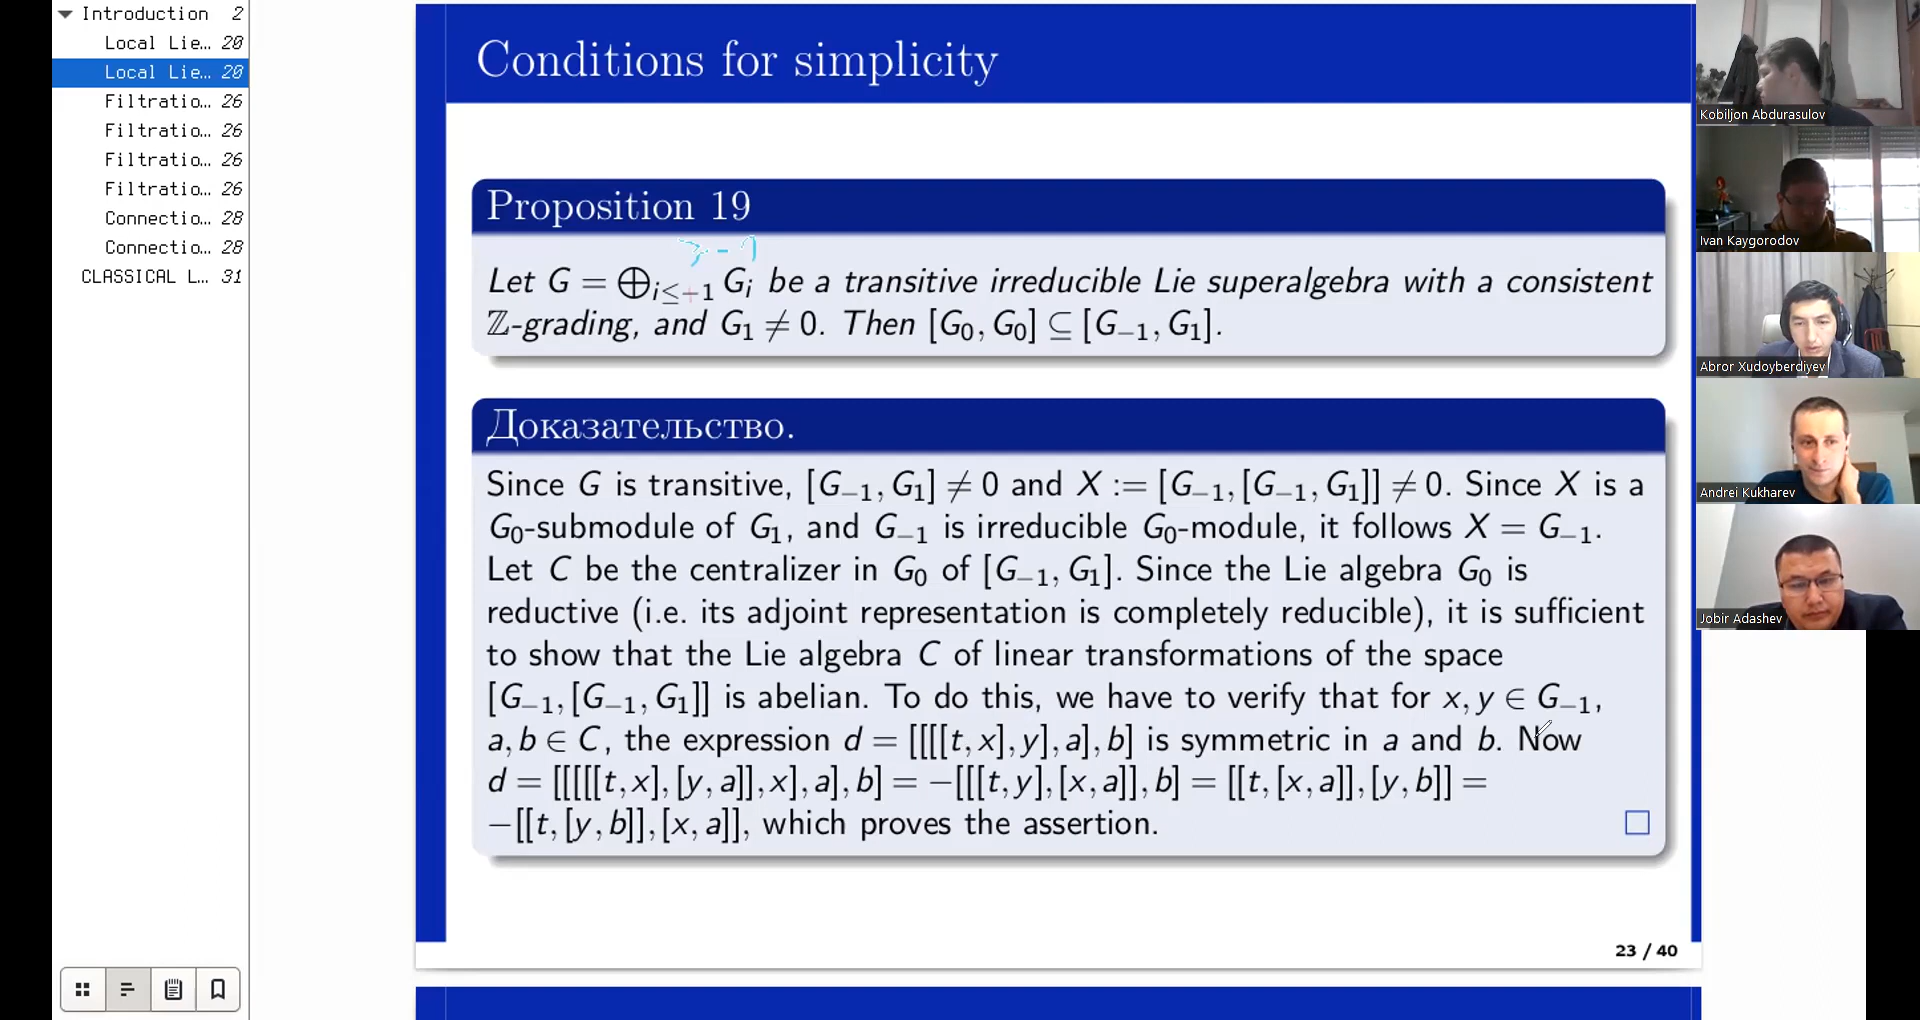 Introduction 2
Local Lie… 20
Local Lie… 20
Filtratio… 26
Filtratio… 26
Filtratio… 26
Filtratio… 26
Connectio… 28
Connectio… 28
CLASSICAL L… 31
Conditions for simplicity
Proposition 19
≥ - 1
Let G = ⊕_{i≤−1} G_i be a transitive irreducible Lie superalgebra with a consistent
ℤ-grading, and G_1 ≠ 0. Then [G_0, G_0] ⊆ [G_{−1}, G_1].
Доказательство.
Since G is transitive, [G_{−1}, G_1] ≠ 0 and X := [G_{−1}, [G_{−1}, G_1]] ≠ 0. Since X is a
G_0-submodule of G_1, and G_{−1} is irreducible G_0-module, it follows X = G_{−1}.
Let C be the centralizer in G_0 of [G_{−1}, G_1]. Since the Lie algebra G_0 is
reductive (i.e. its adjoint representation is completely reducible), it is sufficient
to show that the Lie algebra C of linear transformations of the space
[G_{−1}, [G_{−1}, G_1]] is abelian. To do this, we have to verify that for x, y ∈ G_{−1},
a, b ∈ C, the expression d = [[[[t, x], y], a], b] is symmetric in a and b. Now
d = [[[[[t, x], [y, a]], x], a], b] = −[[[t, y], [x, a]], b] = [[t, [x, a]], [y, b]] =
−[[t, [y, b]], [x, a]], which proves the assertion.
23 / 40
Kobiljon Abdurasulov
Ivan Kaygorodov
Abror Xudoyberdiyev
Andrei Kukharev
Jobir Adashev